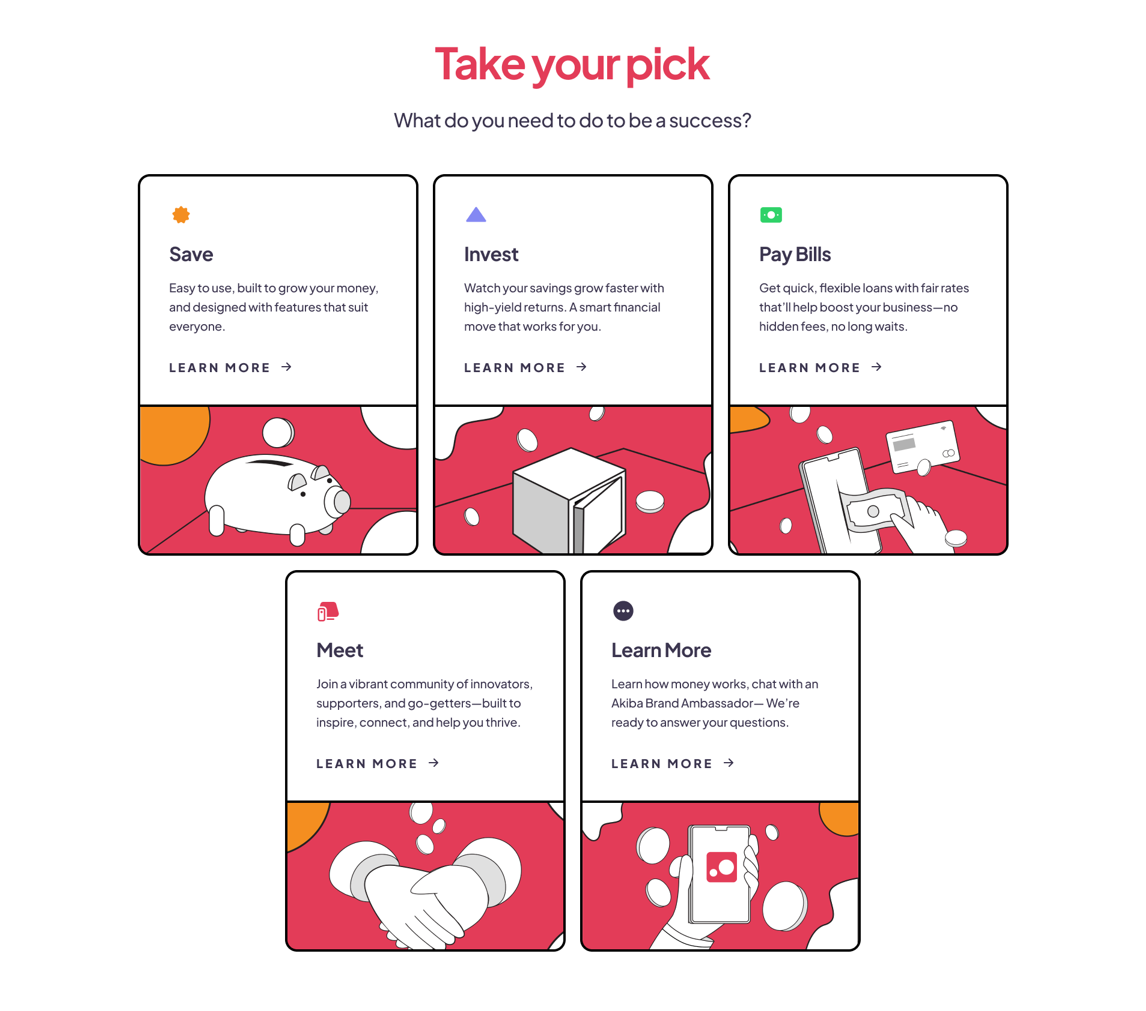 Take your pick
What do you need to do to be a success?
Save
Easy to use, built to grow your money,
and designed with features that suit
everyone.
LEARN MORE →
Invest
Watch your savings grow faster with
high-yield returns. A smart financial
move that works for you.
LEARN MORE →
Pay Bills
Get quick, flexible loans with fair rates
that'll help boost your business—no
hidden fees, no long waits.
LEARN MORE →
Meet
Join a vibrant community of innovators,
supporters, and go-getters—built to
inspire, connect, and help you thrive.
LEARN MORE →
Learn More
Learn how money works, chat with an
Akiba Brand Ambassador— We're
ready to answer your questions.
LEARN MORE →